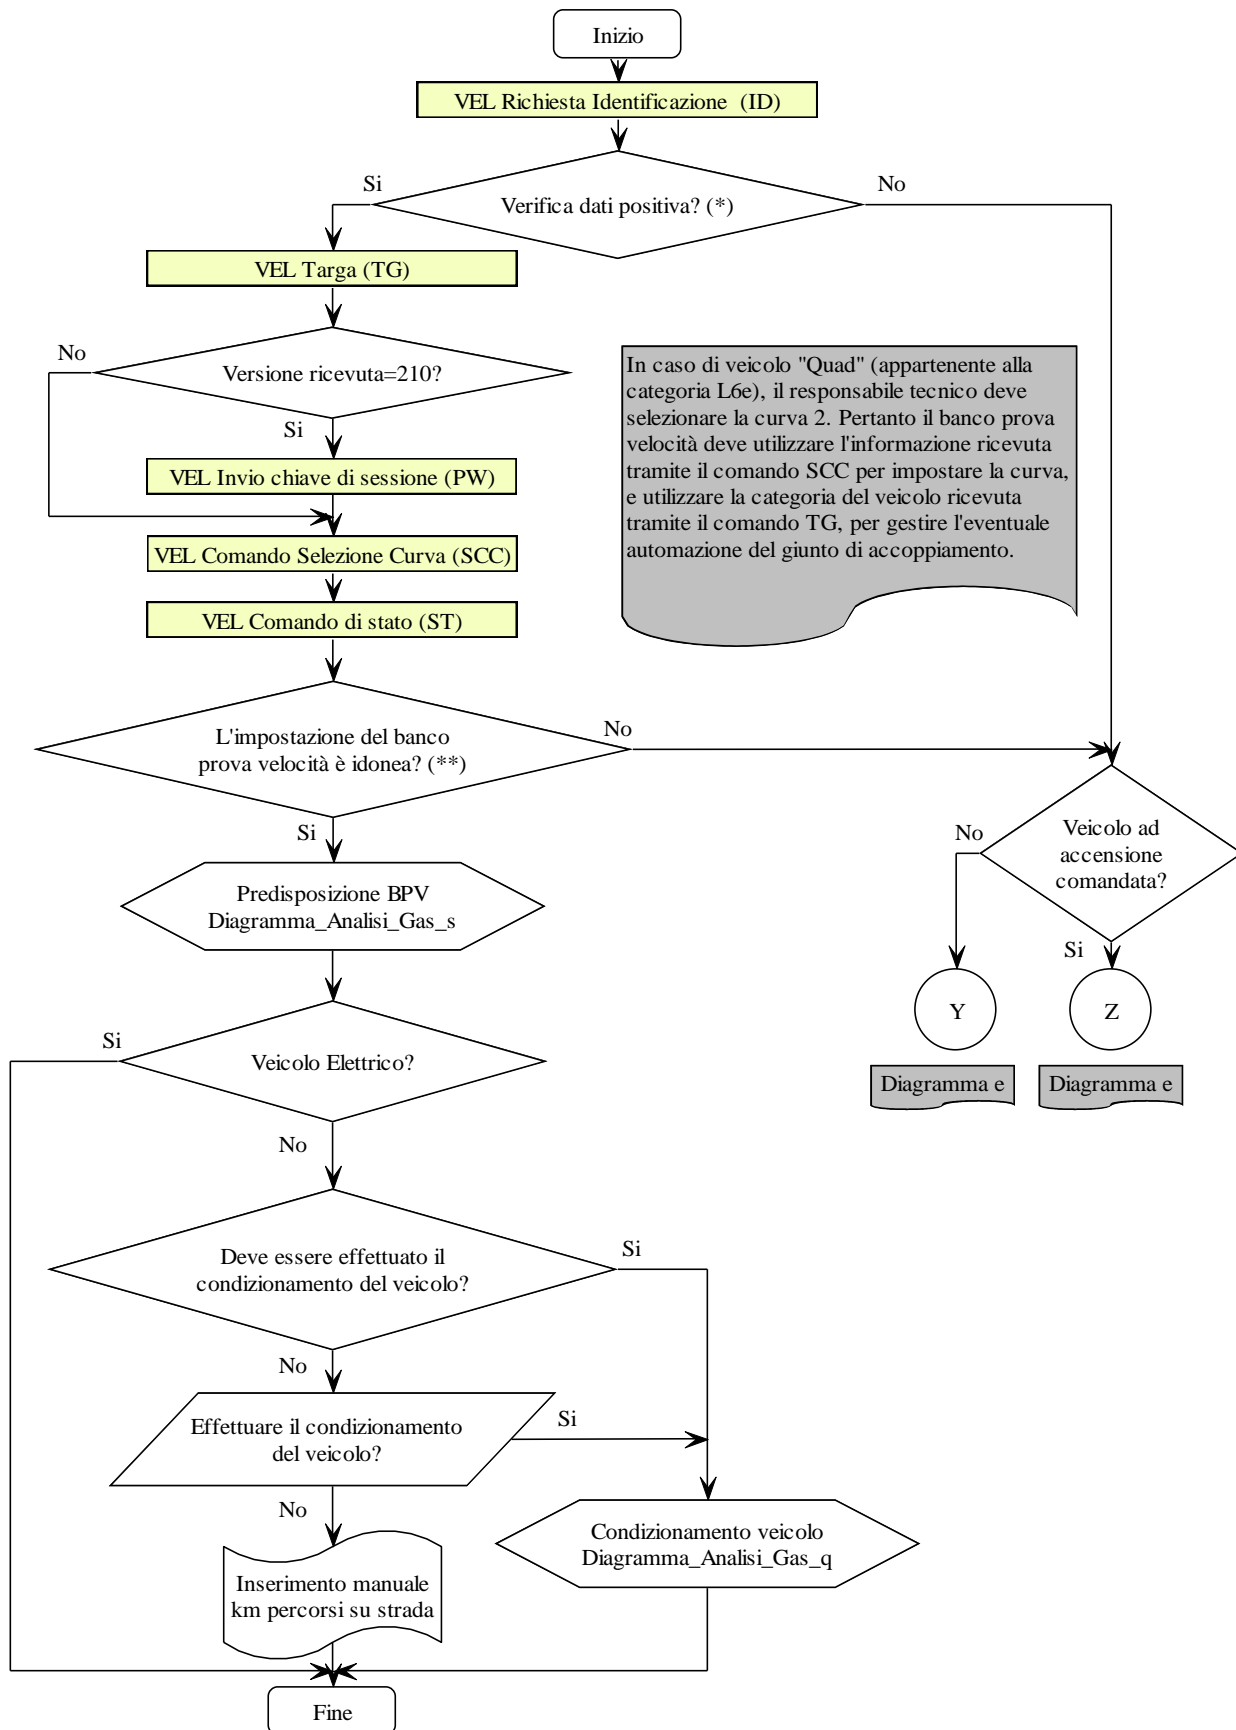 Inizio
VEL Richiesta Identificazione (ID)
Si
No
Verifica dati positiva? (*)
VEL Targa (TG)
No
Versione ricevuta=210?
Si
VEL Invio chiave di sessione (PW)
VEL Comando Selezione Curva (SCC)
VEL Comando di stato (ST)
In caso di veicolo "Quad" (appartenente alla
categoria L6e), il responsabile tecnico deve
selezionare la curva 2. Pertanto il banco prova
velocità deve utilizzare l'informazione ricevuta
tramite il comando SCC per impostare la curva,
e utilizzare la categoria del veicolo ricevuta
tramite il comando TG, per gestire l'eventuale
automazione del giunto di accoppiamento.
L'impostazione del banco
prova velocità è idonea? (**)
No
Si
No
Veicolo ad
accensione
comandata?
Si
Predisposizione BPV
Diagramma_Analisi_Gas_s
Y
Z
Diagramma e
Diagramma e
Si
Veicolo Elettrico?
No
Deve essere effettuato il
condizionamento del veicolo?
Si
No
Effettuare il condizionamento
del veicolo?
Si
No
Condizionamento veicolo
Diagramma_Analisi_Gas_q
Inserimento manuale
km percorsi su strada
Fine